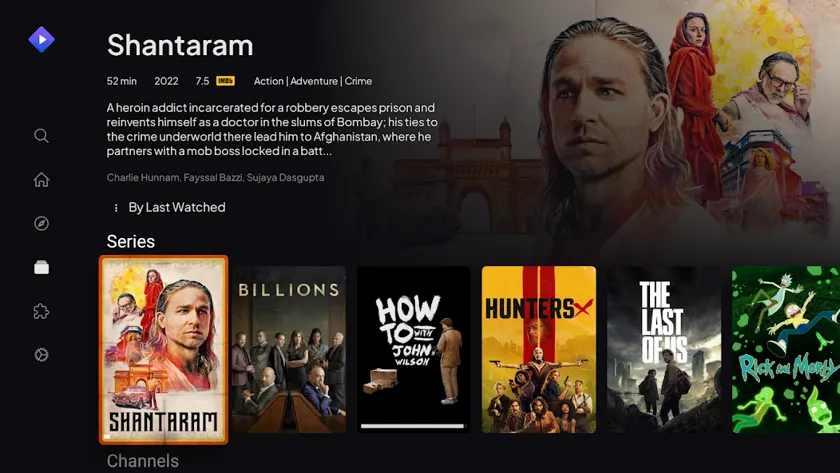 Shantaram
52 min 2022 7.5 IMDb Action | Adventure | Crime
A heroin addict incarcerated for a robbery escapes prison and
reinvents himself as a doctor in the slums of Bombay; his ties to
the crime underworld there lead him to Afghanistan, where he
partners with a mob boss locked in a batt...
Charlie Hunnam, Fayssal Bazzi, Sujaya Dasgupta
By Last Watched
Series
SHANTARAM
BILLIONS
HOW
TO WITH
JOHN
WILSON
HUNTERS
THE
LAST
OF US
Rick and Morty
Channels